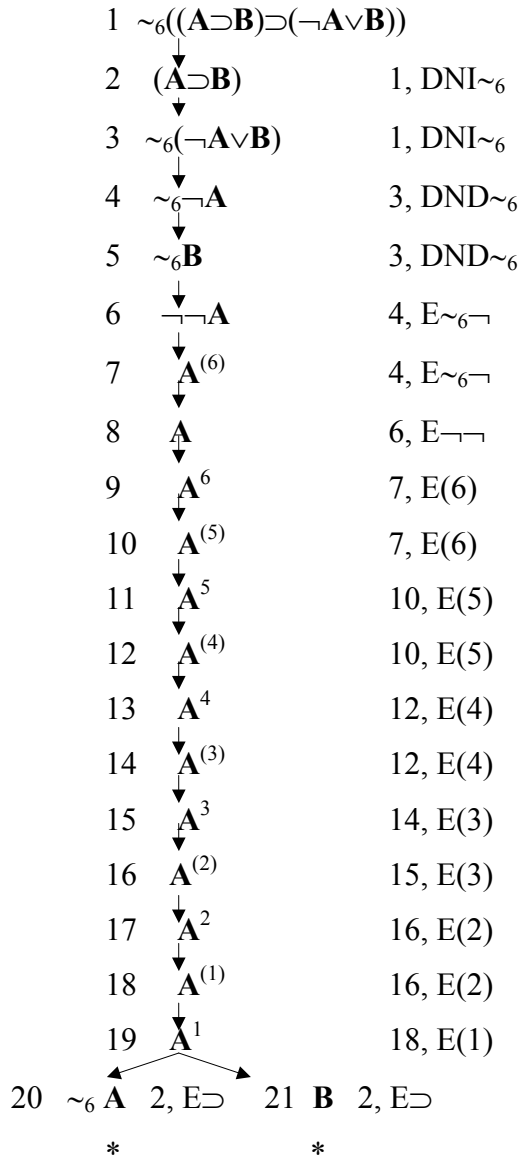 1 ∼₆((A⊃B)⊃(¬A∨B))
2 (A⊃B) 1, DNI∼₆
3 ∼₆(¬A∨B) 1, DNI∼₆
4 ∼₆¬A 3, DND∼₆
5 ∼₆B 3, DND∼₆
6 ¬¬A 4, E∼₆¬
7 A⁽⁶⁾ 4, E∼₆¬
8 A 6, E¬¬
9 A⁶ 7, E(6)
10 A⁽⁵⁾ 7, E(6)
11 A⁵ 10, E(5)
12 A⁽⁴⁾ 10, E(5)
13 A⁴ 12, E(4)
14 A⁽³⁾ 12, E(4)
15 A³ 14, E(3)
16 A⁽²⁾ 15, E(3)
17 A² 16, E(2)
18 A⁽¹⁾ 16, E(2)
19 A¹ 18, E(1)
20 ∼₆ A 2, E⊃ 21 B 2, E⊃
* *